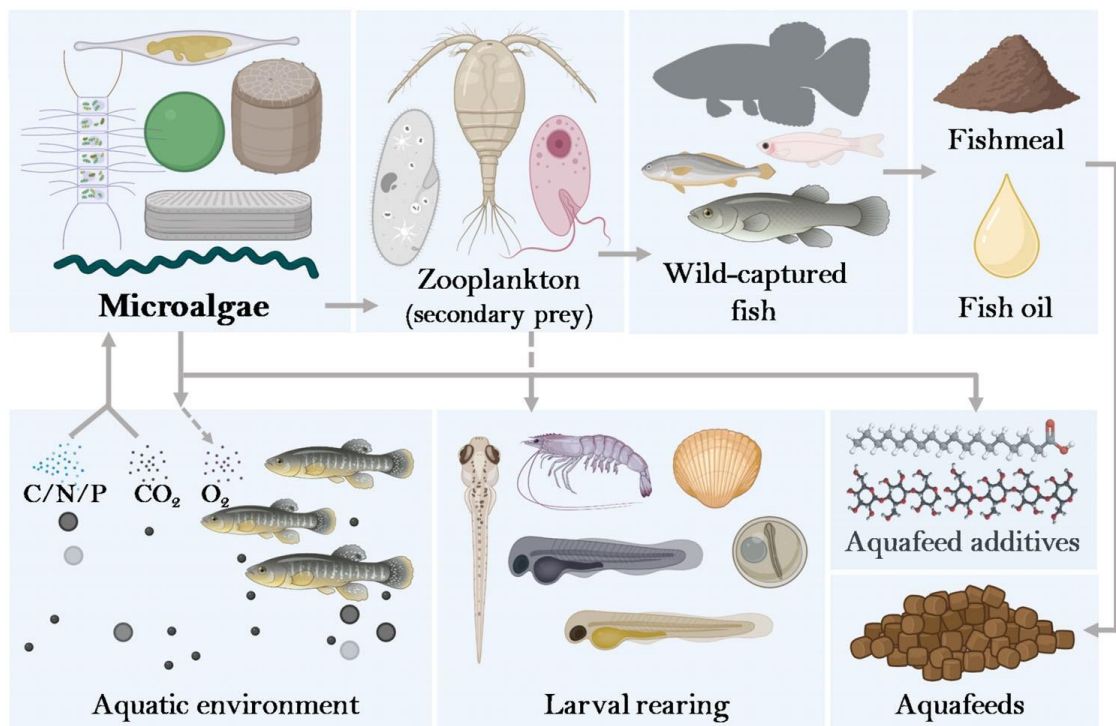 Microalgae
Zooplankton
(secondary prey)
Wild-captured
fish
Fishmeal
Fish oil
C/N/P
CO₂
O₂
Aquatic environment
Larval rearing
Aquafeed additives
Aquafeeds